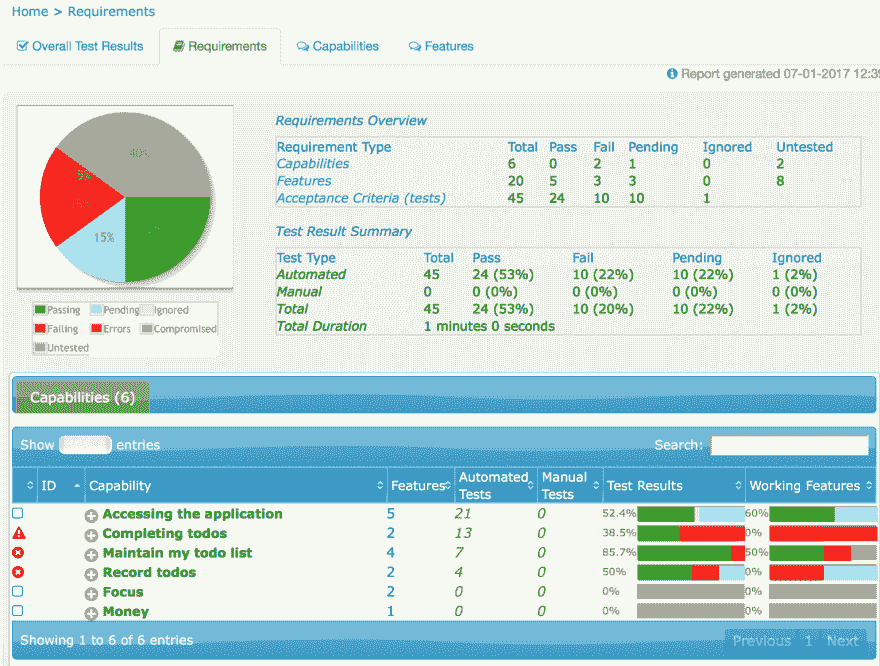 Home > Requirements
Overall Test Results Requirements Capabilities Features
Report generated 07-01-2017 12:39
40%
5%
15%
Passing Pending Ignored
Failing Errors Compromised
Untested
Requirements Overview
Requirement Type Total Pass Fail Pending Ignored Untested
Capabilities 6 0 2 1 0 2
Features 20 5 3 3 0 8
Acceptance Criteria (tests) 45 24 10 10 1
Test Result Summary
Test Type Total Pass Fail Pending Ignored
Automated 45 24 (53%) 10 (22%) 10 (22%) 1 (2%)
Manual 0 0 (0%) 0 (0%) 0 (0%) 0 (0%)
Total 45 24 (53%) 10 (20%) 10 (22%) 1 (2%)
Total Duration 1 minutes 0 seconds
Capabilities (6)
Show entries Search:
ID Capability Features Automated Tests Manual Tests Test Results Working Features
Accessing the application 5 21 0 52.4% 60%
Completing todos 2 13 0 38.5% 0%
Maintain my todo list 4 7 0 85.7% 50%
Record todos 2 4 0 50% 0%
Focus 2 0 0 0% 0%
Money 1 0 0 0% 0%
Showing 1 to 6 of 6 entries Previous 1 Next